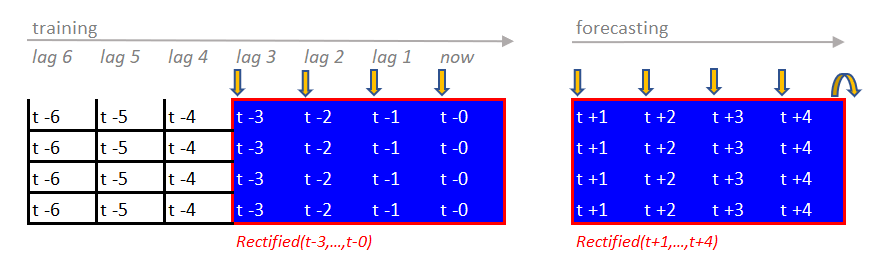 training forecasting
lag 6 lag 5 lag 4 lag 3 lag 2 lag 1 now
t -6 t -5 t -4 t -3 t -2 t -1 t -0 t +1 t +2 t +3 t +4
t -6 t -5 t -4 t -3 t -2 t -1 t -0 t +1 t +2 t +3 t +4
t -6 t -5 t -4 t -3 t -2 t -1 t -0 t +1 t +2 t +3 t +4
t -6 t -5 t -4 t -3 t -2 t -1 t -0 t +1 t +2 t +3 t +4
Rectified(t-3,…,t-0) Rectified(t+1,…,t+4)